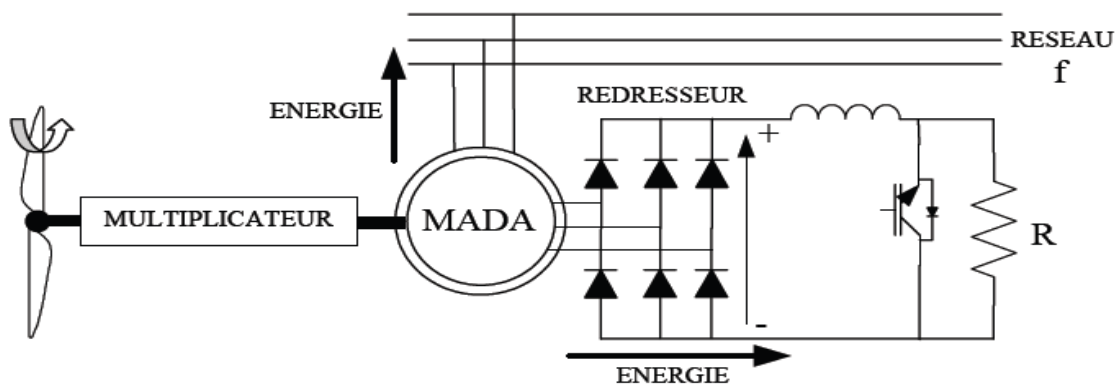 RESEAU
f
ENERGIE
REDRESSEUR
+
MULTIPLICATEUR
MADA
R
-
ENERGIE